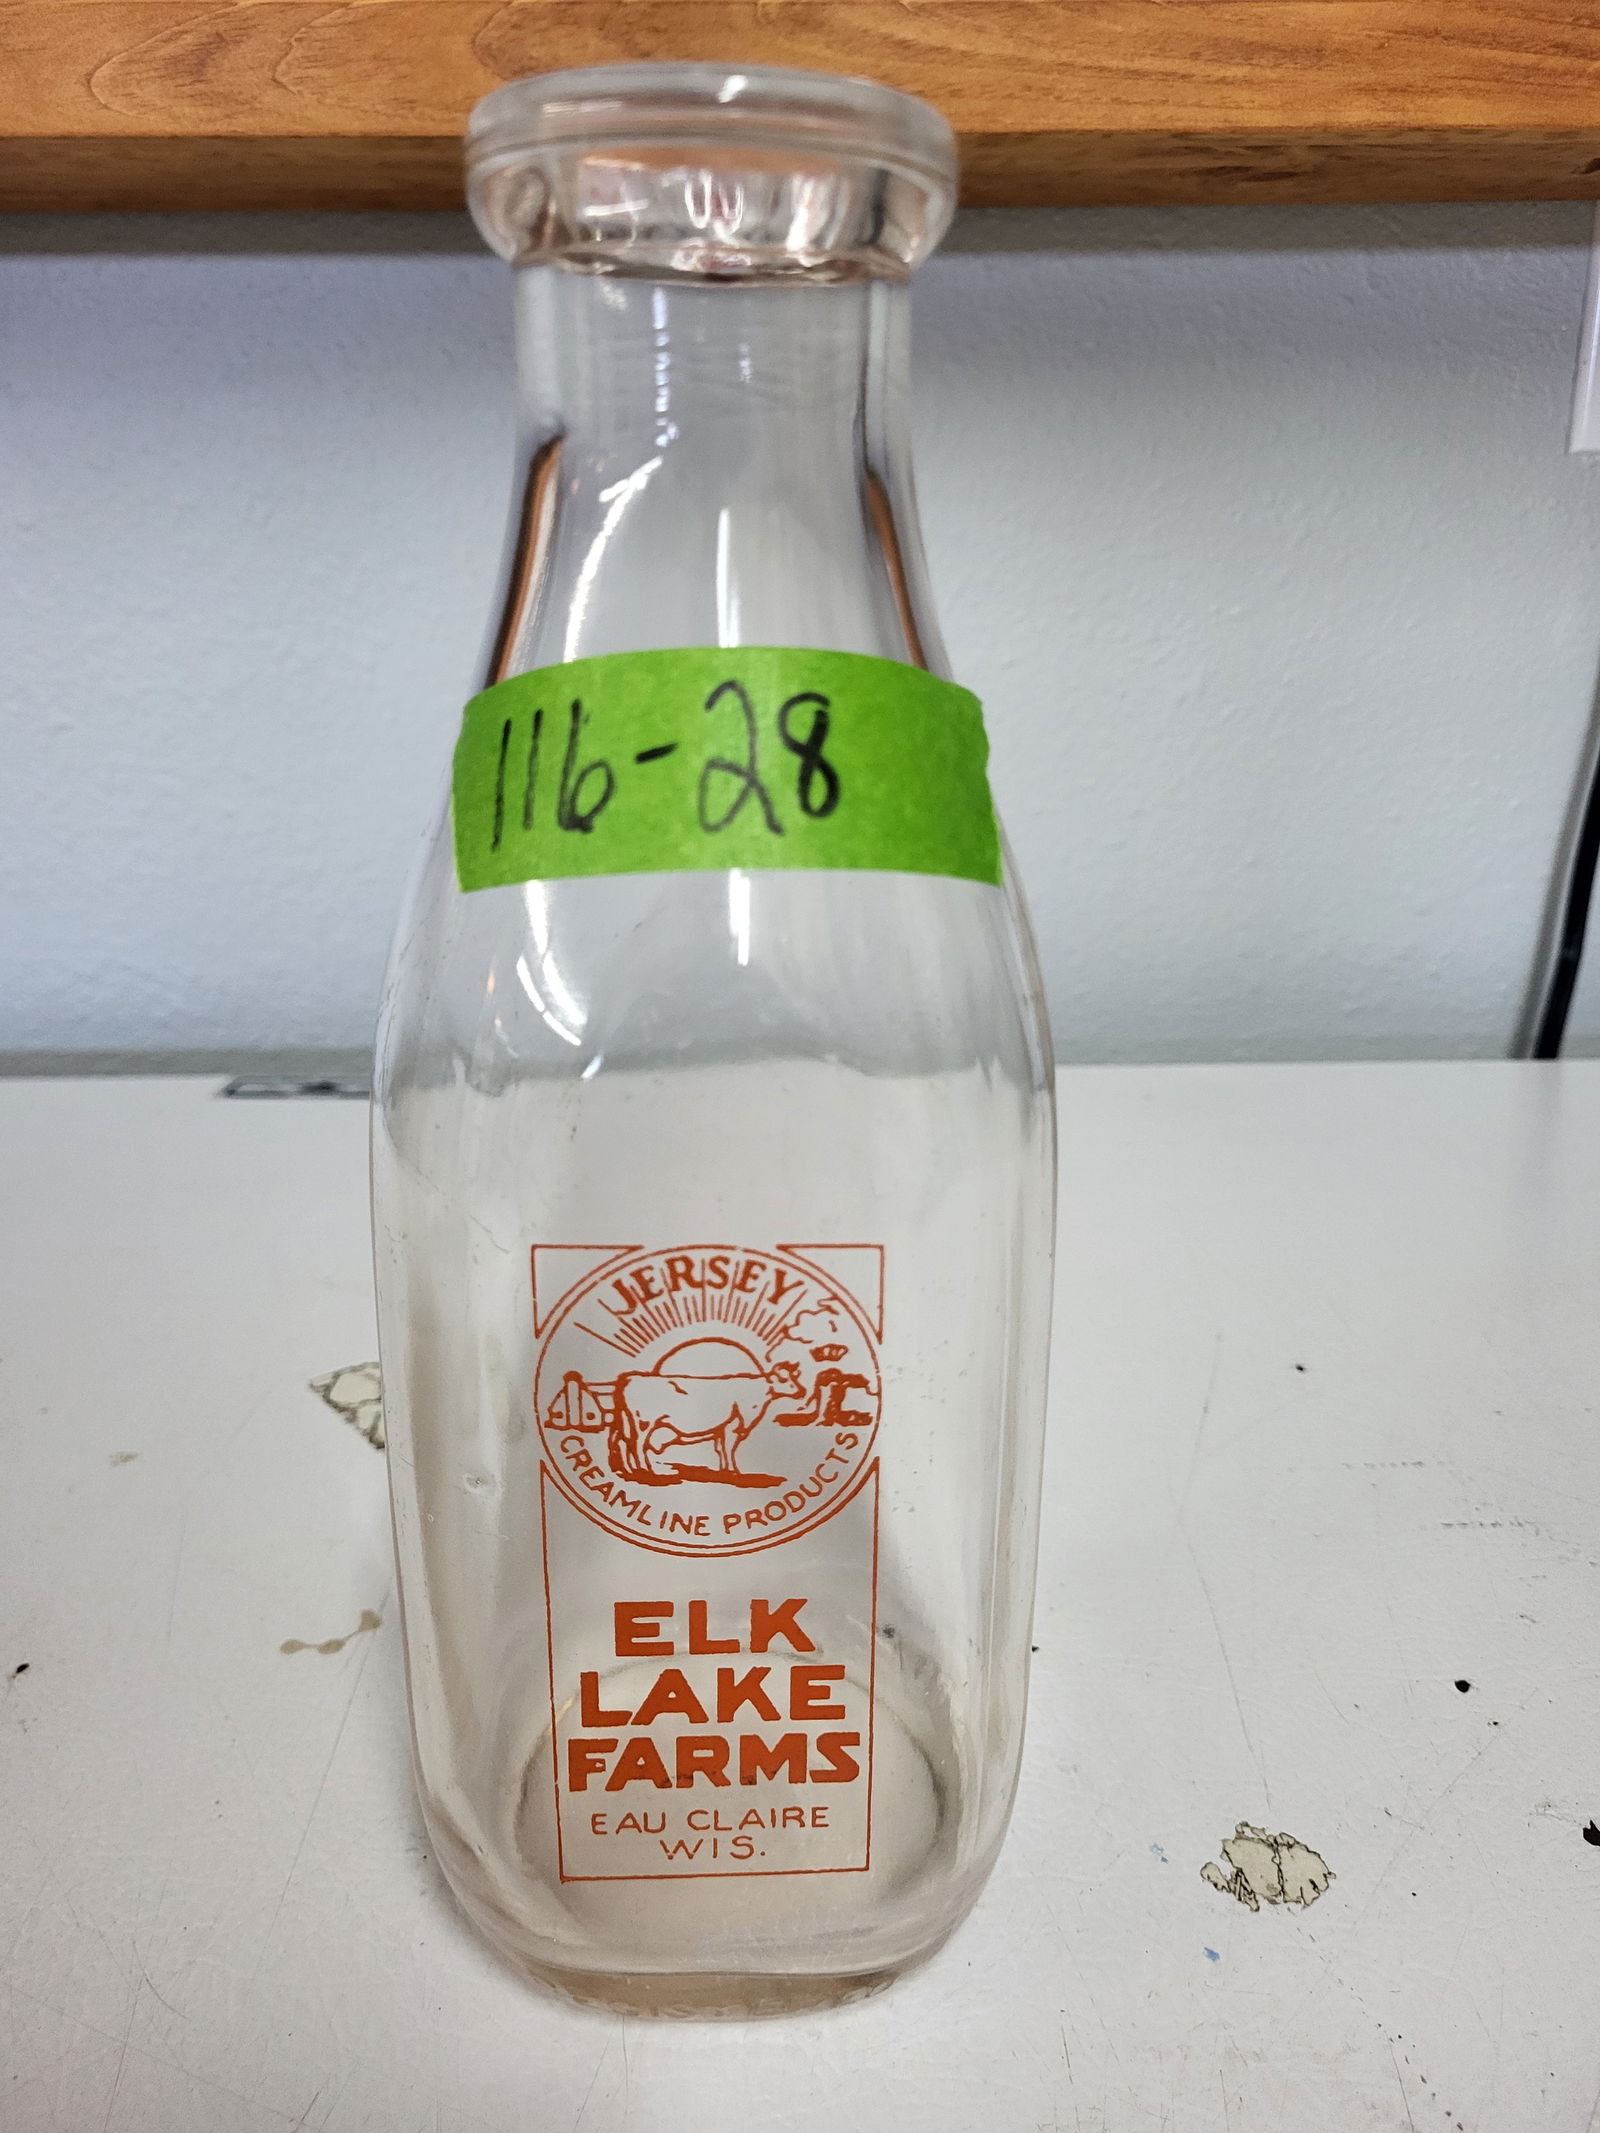 116-28
JERSEY
CREAMLINE PRODUCTS
ELK
LAKE
FARMS
EAU CLAIRE
WIS.